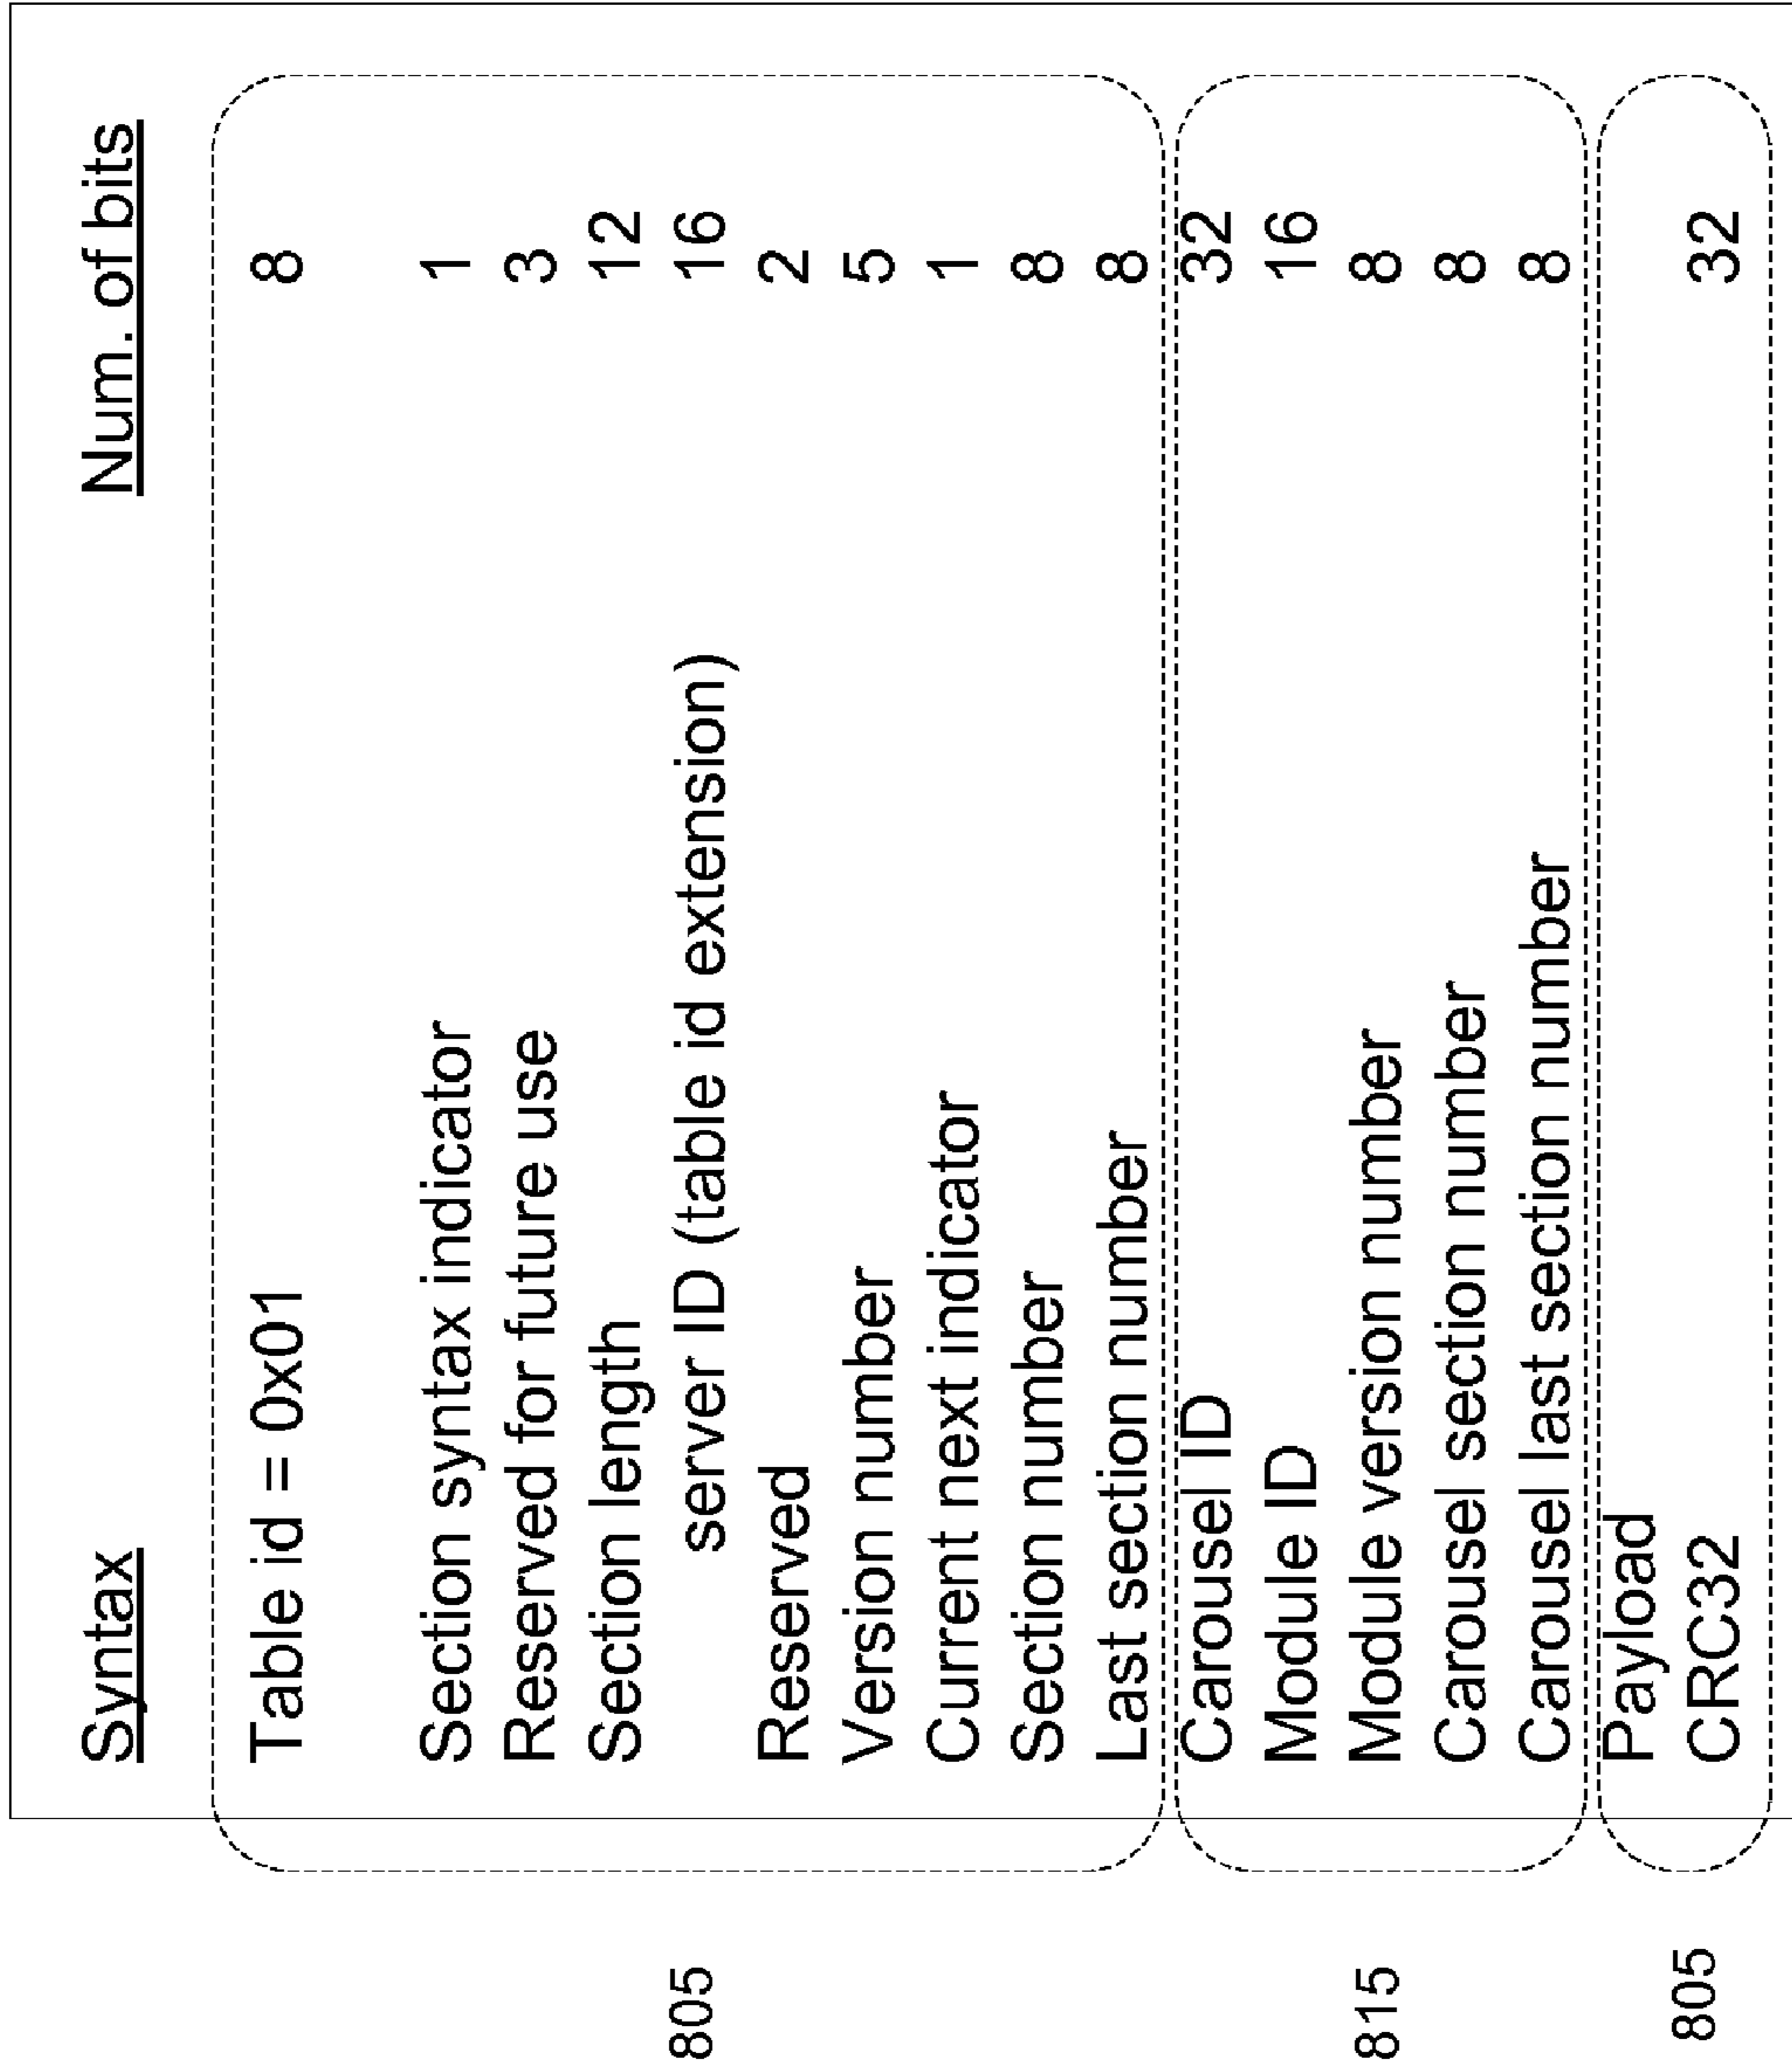 Syntax Num. of bits
Table id = 0x01 8
Section syntax indicator 1
Reserved for future use 3
Section length 12
805 server ID (table id extension) 16
Reserved 2
Version number 5
Current next indicator 1
Section number 8
Last section number 8
Carousel ID 32
Module ID 16
815 Module version number 8
Carousel section number 8
Carousel last section number 8
Payload
805 CRC32 32